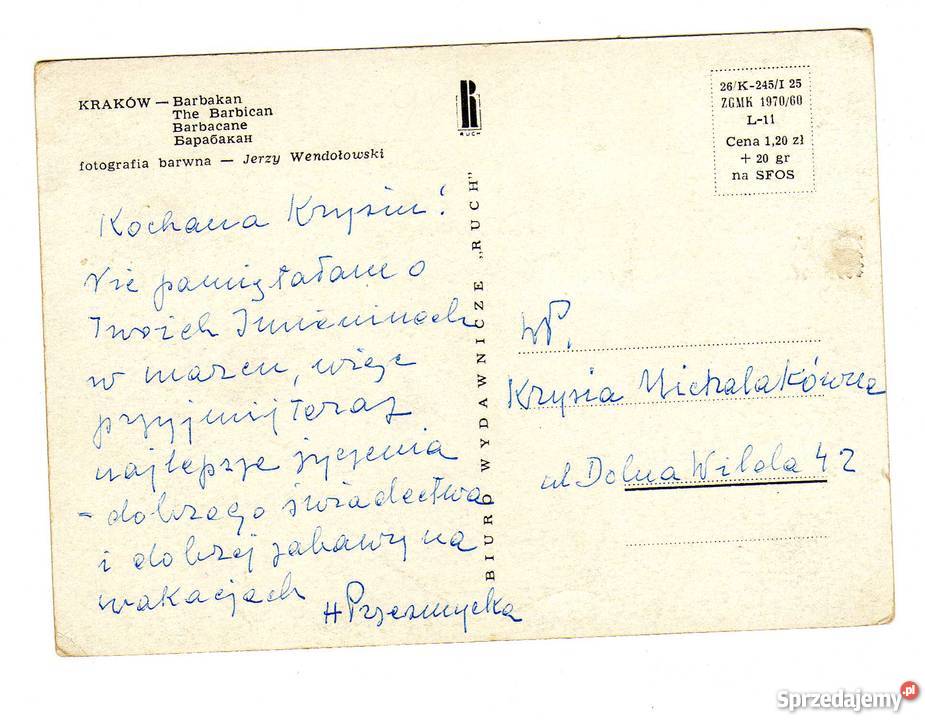 KRAKÓW — Barbakan
The Barbican
Barbacane
Барабакан
fotografia barwna — Jerzy Wendołowski
Kochana Krysiu!
Nie pamiętałam o
Twoich Imieninach
w marcu, więc
przyjmij teraz
najlepsze życzenia
- dobrego świadectwa
i dobrej zabawy na
wakacjach
H Przesmycka
BIURO WYDAWNICZE „RUCH"
R
RUCH
26/K-245/I 25
ZGMK 1970/60
L-11
Cena 1,20 zł
+ 20 gr
na SFOS
WP.
Krysia Michalakówna
ul Dolna Wilda 42
Sprzedajemy.pl